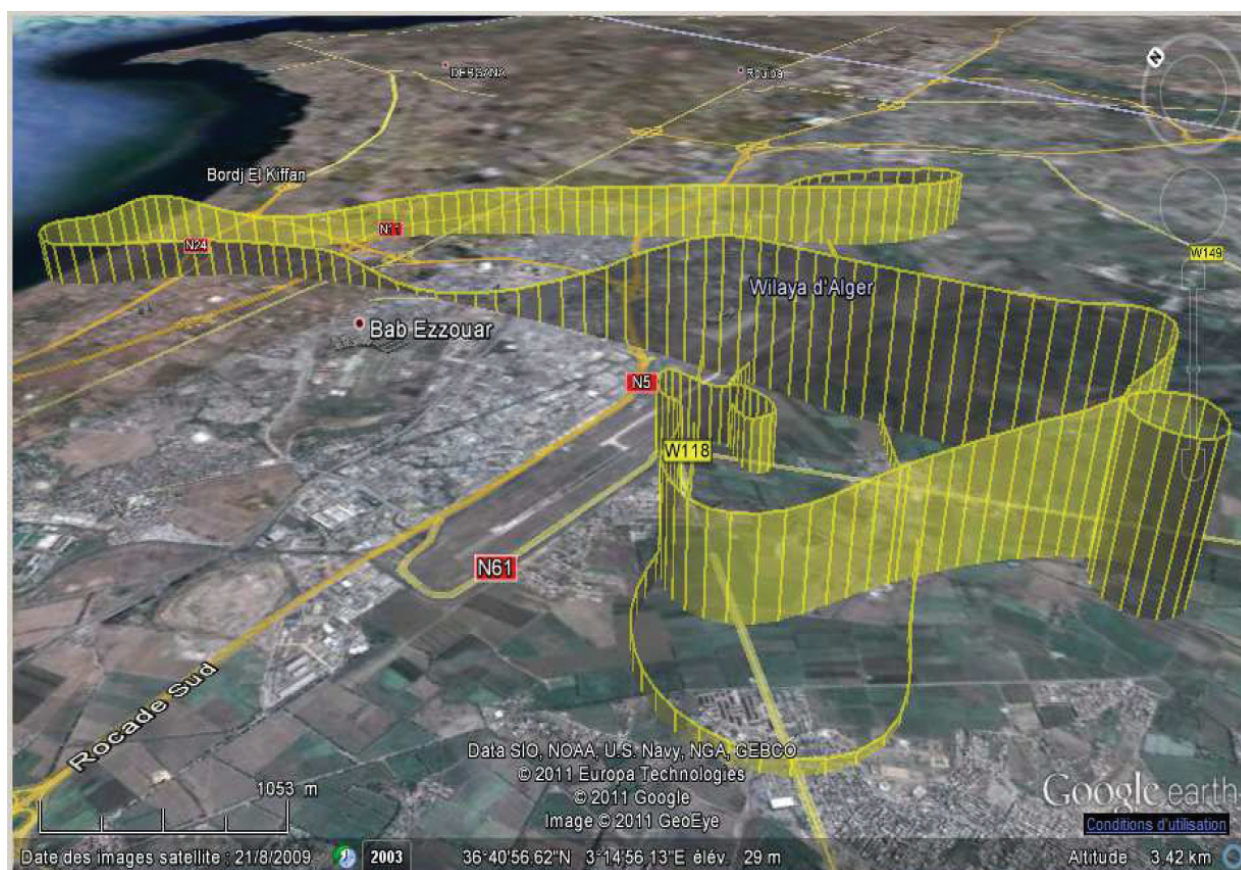 N
DERGANA
Rouiba
Bordj El Kiffan
N11
N24
W149
Wilaya d'Alger
Bab Ezzouar
N5
W118
N61
Rocade Sud
Data SIO, NOAA, U.S. Navy, NGA, GEBCO
© 2011 Europa Technologies
© 2011 Google
Image © 2011 GeoEye
1053 m
Google earth
Conditions d'utilisation
Date des images satellite : 21/8/2009 2003 36°40'56.62"N 3°14'56.13"E élév. 29 m Altitude 3.42 km